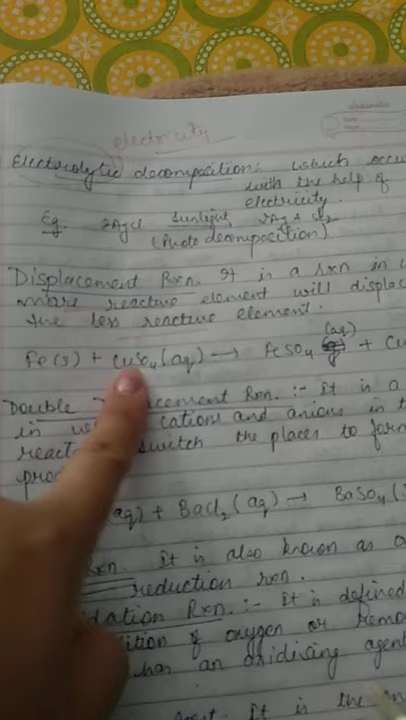 electricity
Electrolytic decomposition: which occu
with the help of
electricity.
Eg. 2AgCl Sunlight 2Ag + Cl2
(Photo decomposition)
Displacement Rxn. It is a rxn in w
more reactive element will displac
the less reactive element.
Fe(s) + CuSO4(aq) → FeSO4 (aq) + Cu
Double cement Rxn. :- It is a
in cations and anions in t
react switch the places to form
prod
(aq) + BaCl2(aq) → BaSO4(
Rxn. It is also known as
reduction rxn.
dation Rxn. :- It is defined
ition of oxygen or remo
has an oxidising agent
It is the